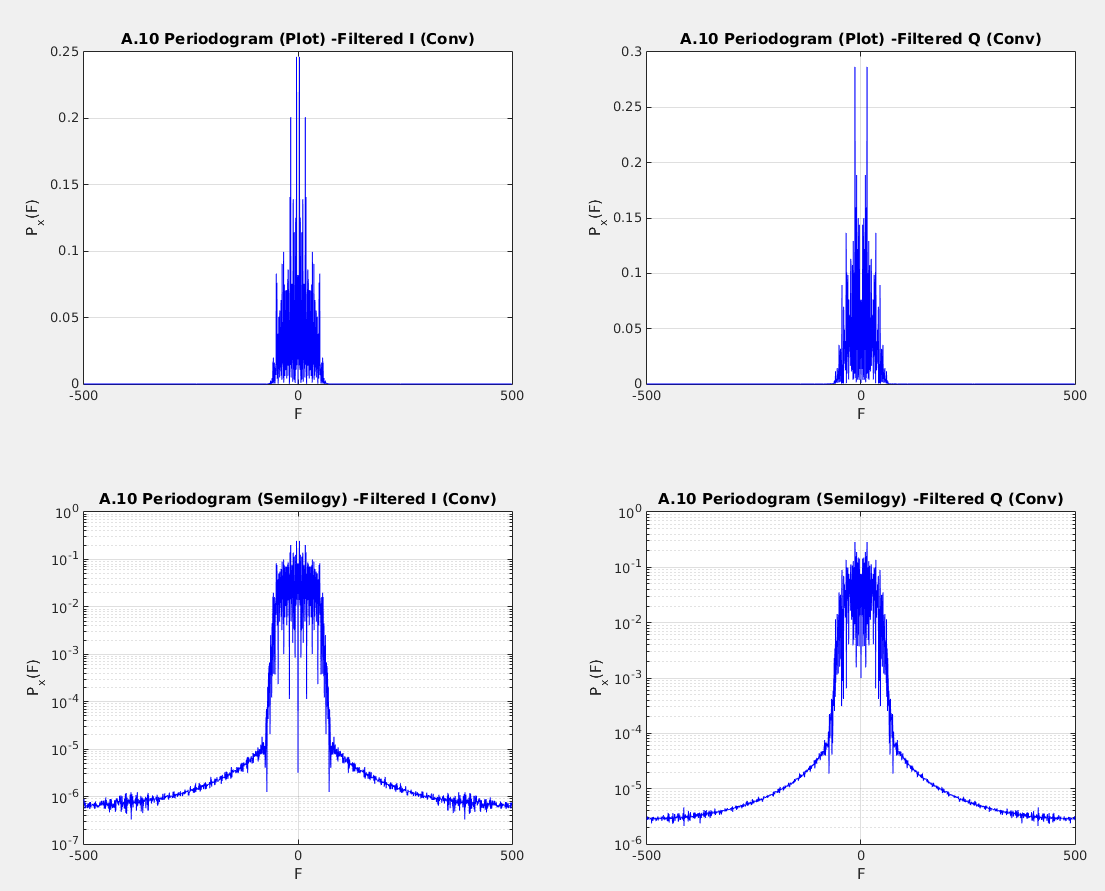 A.10 Periodogram (Plot) -Filtered I (Conv)
0.25
0.2
0.15
0.1
0.05
0
P_x(F)
-500 0 500
F
A.10 Periodogram (Plot) -Filtered Q (Conv)
0.3
0.25
0.2
0.15
0.1
0.05
0
P_x(F)
-500 0 500
F
A.10 Periodogram (Semilogy) -Filtered I (Conv)
10^0
10^-1
10^-2
10^-3
10^-4
10^-5
10^-6
10^-7
P_x(F)
-500 0 500
F
A.10 Periodogram (Semilogy) -Filtered Q (Conv)
10^0
10^-1
10^-2
10^-3
10^-4
10^-5
10^-6
P_x(F)
-500 0 500
F